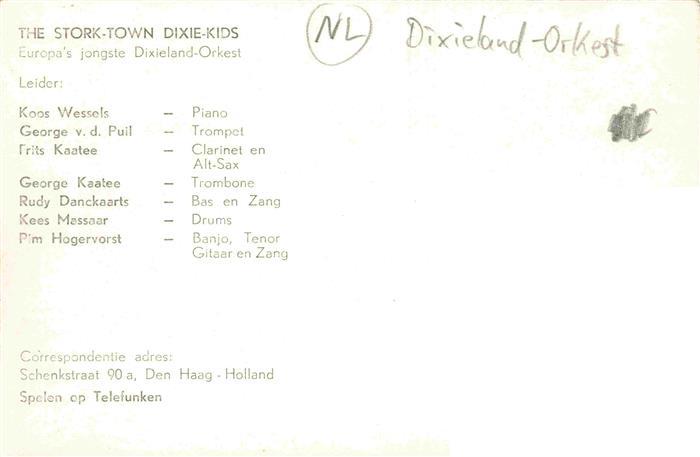 THE STORK-TOWN DIXIE-KIDS
Europa's jongste Dixieland-Orkest
Leider:
Koos Wessels – Piano
George v. d. Puil – Trompet
Frits Kaatee – Clarinet en
Alt-Sax
George Kaatee – Trombone
Rudy Danckaarts – Bas en Zang
Kees Massaar – Drums
Pim Hogervorst – Banjo, Tenor
Gitaar en Zang
Correspondentie adres:
Schenkstraat 90 a, Den Haag - Holland
Spelen op Telefunken
NL
Dixieland-Orkest